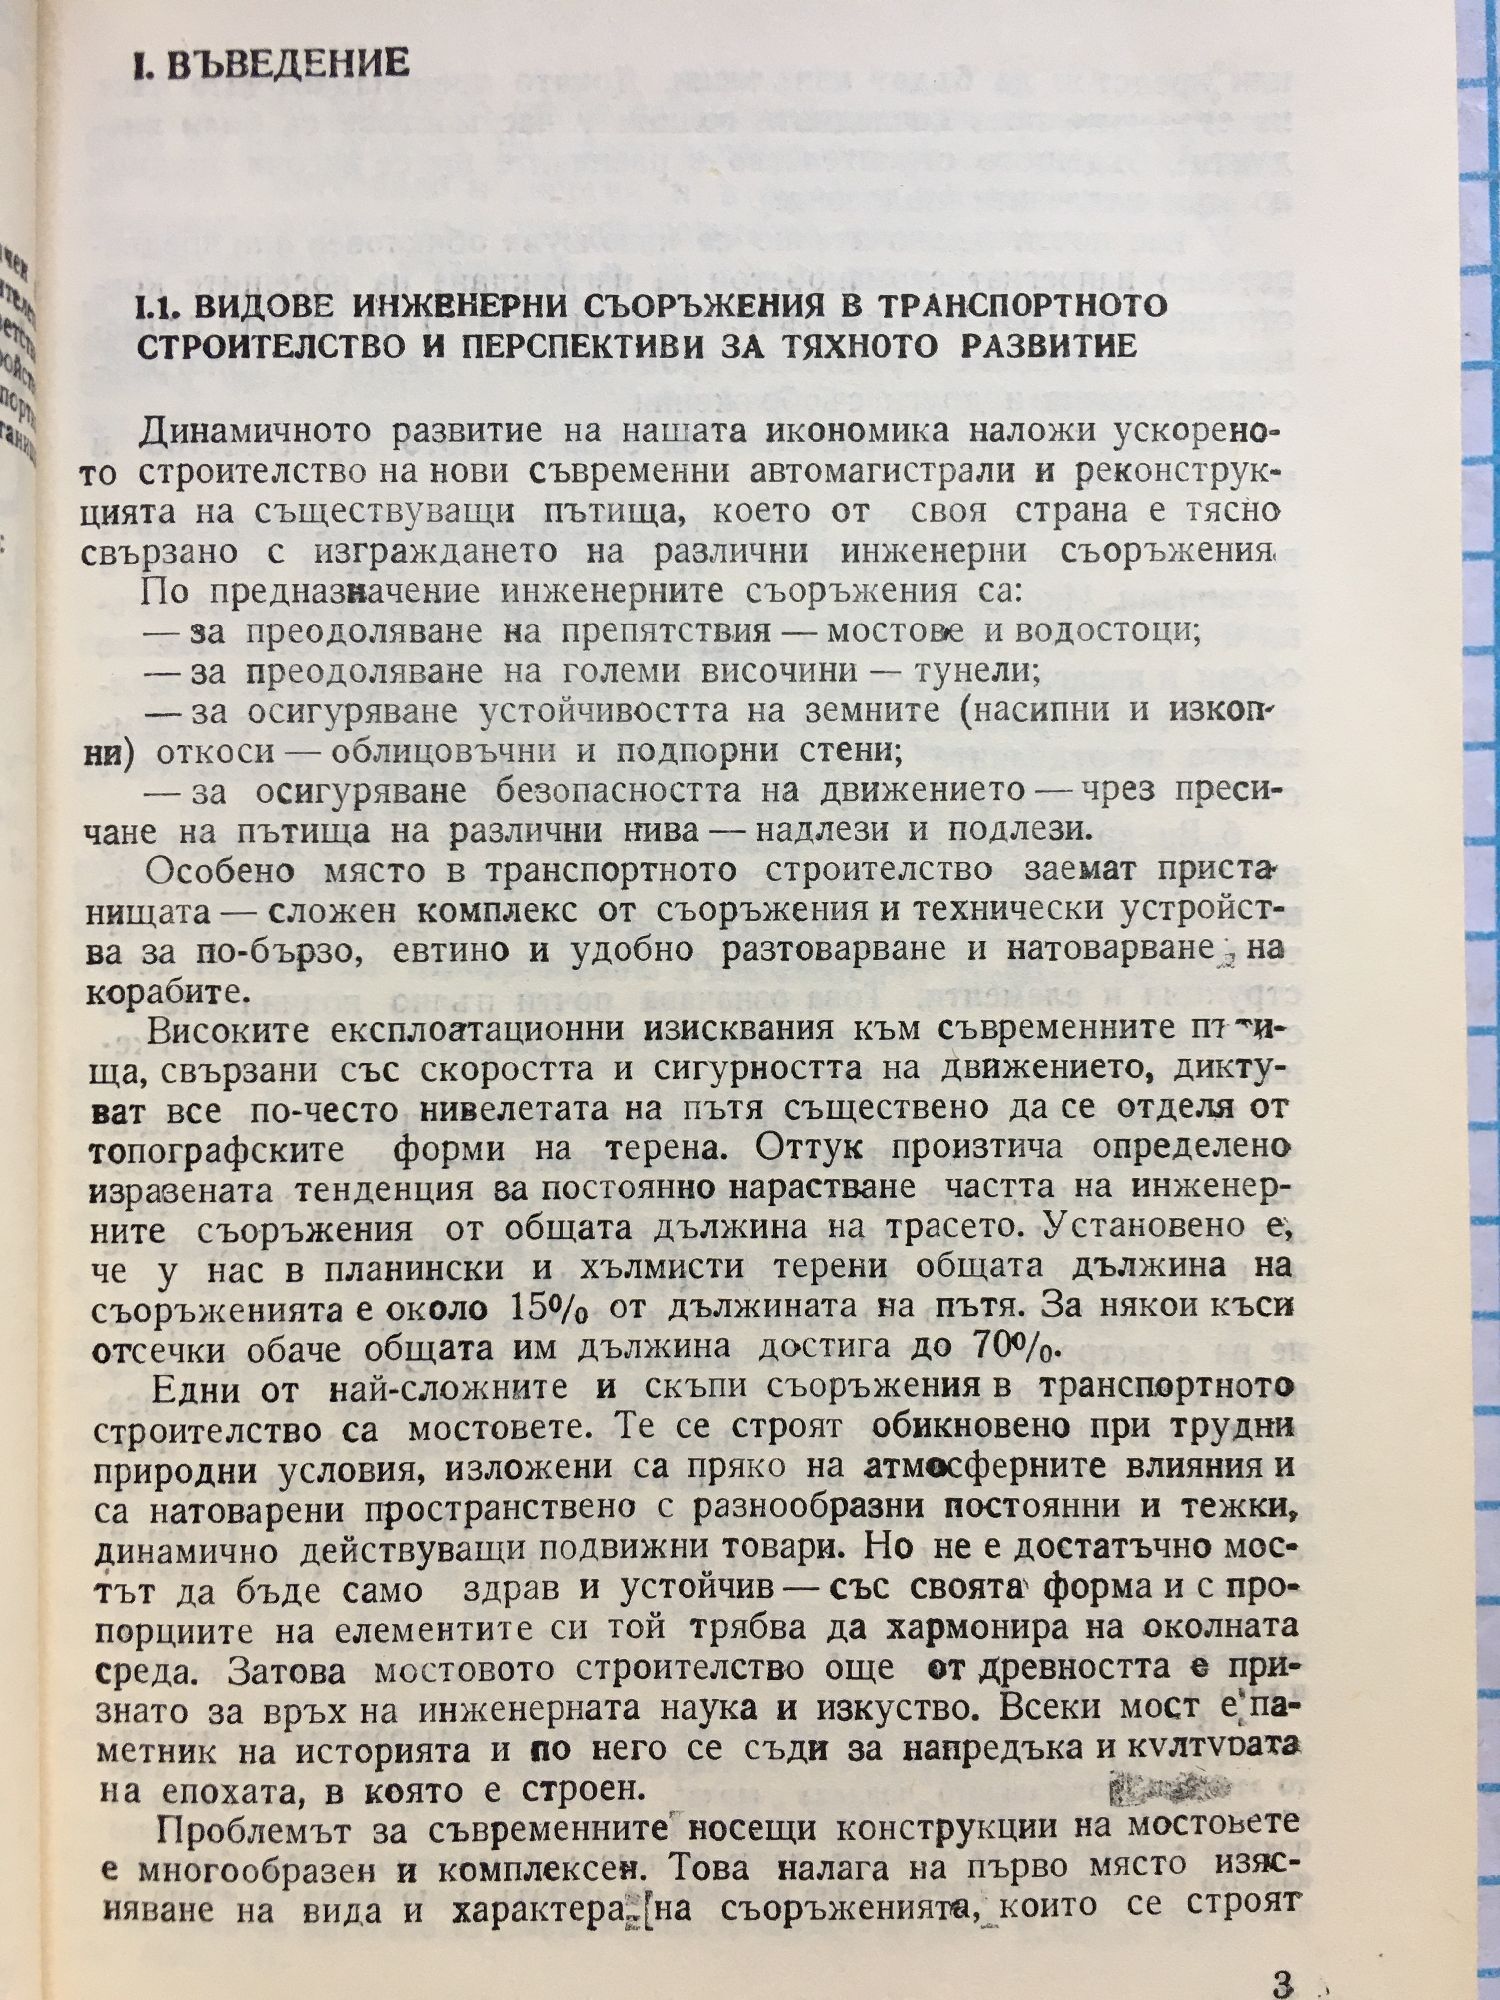 I. ВЪВЕДЕНИЕ
I.1. ВИДОВЕ ИНЖЕНЕРНИ СЪОРЪЖЕНИЯ В ТРАНСПОРТНОТО
СТРОИТЕЛСТВО И ПЕРСПЕКТИВИ ЗА ТЯХНОТО РАЗВИТИЕ
Динамичното развитие на нашата икономика наложи ускорено-
то строителство на нови съвременни автомагистрали и реконструк-
цията на съществуващи пътища, което от своя страна е тясно
свързано с изграждането на различни инженерни съоръжения.
По предназначение инженерните съоръжения са:
— за преодоляване на препятствия — мостове и водостоци;
— за преодоляване на големи височини — тунели;
— за осигуряване устойчивостта на земните (насипни и изкоп-
ни) откоси — облицовъчни и подпорни стени;
— за осигуряване безопасността на движението — чрез преси-
чане на пътища на различни нива — надлези и подлези.
Особено място в транспортното строителство заемат приста-
нищата — сложен комплекс от съоръжения и технически устройст-
ва за по-бързо, евтино и удобно разтоварване и натоварване на
корабите.
Високите експлоатационни изисквания към съвременните пъти-
ща, свързани със скоростта и сигурността на движението, дикту-
ват все по-често нивелетата на пътя съществено да се отделя от
топографските форми на терена. Оттук произтича определено
изразената тенденция за постоянно нарастване частта на инженер-
ните съоръжения от общата дължина на трасето. Установено е,
че у нас в планински и хълмисти терени общата дължина на
съоръженията е около 15% от дължината на пътя. За някои къси
отсечки обаче общата им дължина достига до 70%.
Едни от най-сложните и скъпи съоръжения в транспортното
строителство са мостовете. Те се строят обикновено при трудни
природни условия, изложени са пряко на атмосферните влияния и
са натоварени пространствено с разнообразни постоянни и тежки,
динамично действуващи подвижни товари. Но не е достатъчно мос-
тът да бъде само здрав и устойчив — със своята форма и с про-
порциите на елементите си той трябва да хармонира на околната
среда. Затова мостовото строителство още от древността е при-
знато за връх на инженерната наука и изкуство. Всеки мост е па-
метник на историята и по него се съди за напредъка и културата
на епохата, в която е строен.
Проблемът за съвременните носещи конструкции на мостовете
е многообразен и комплексен. Това налага на първо място изяс-
няване на вида и характера на съоръженията, които се строят
3